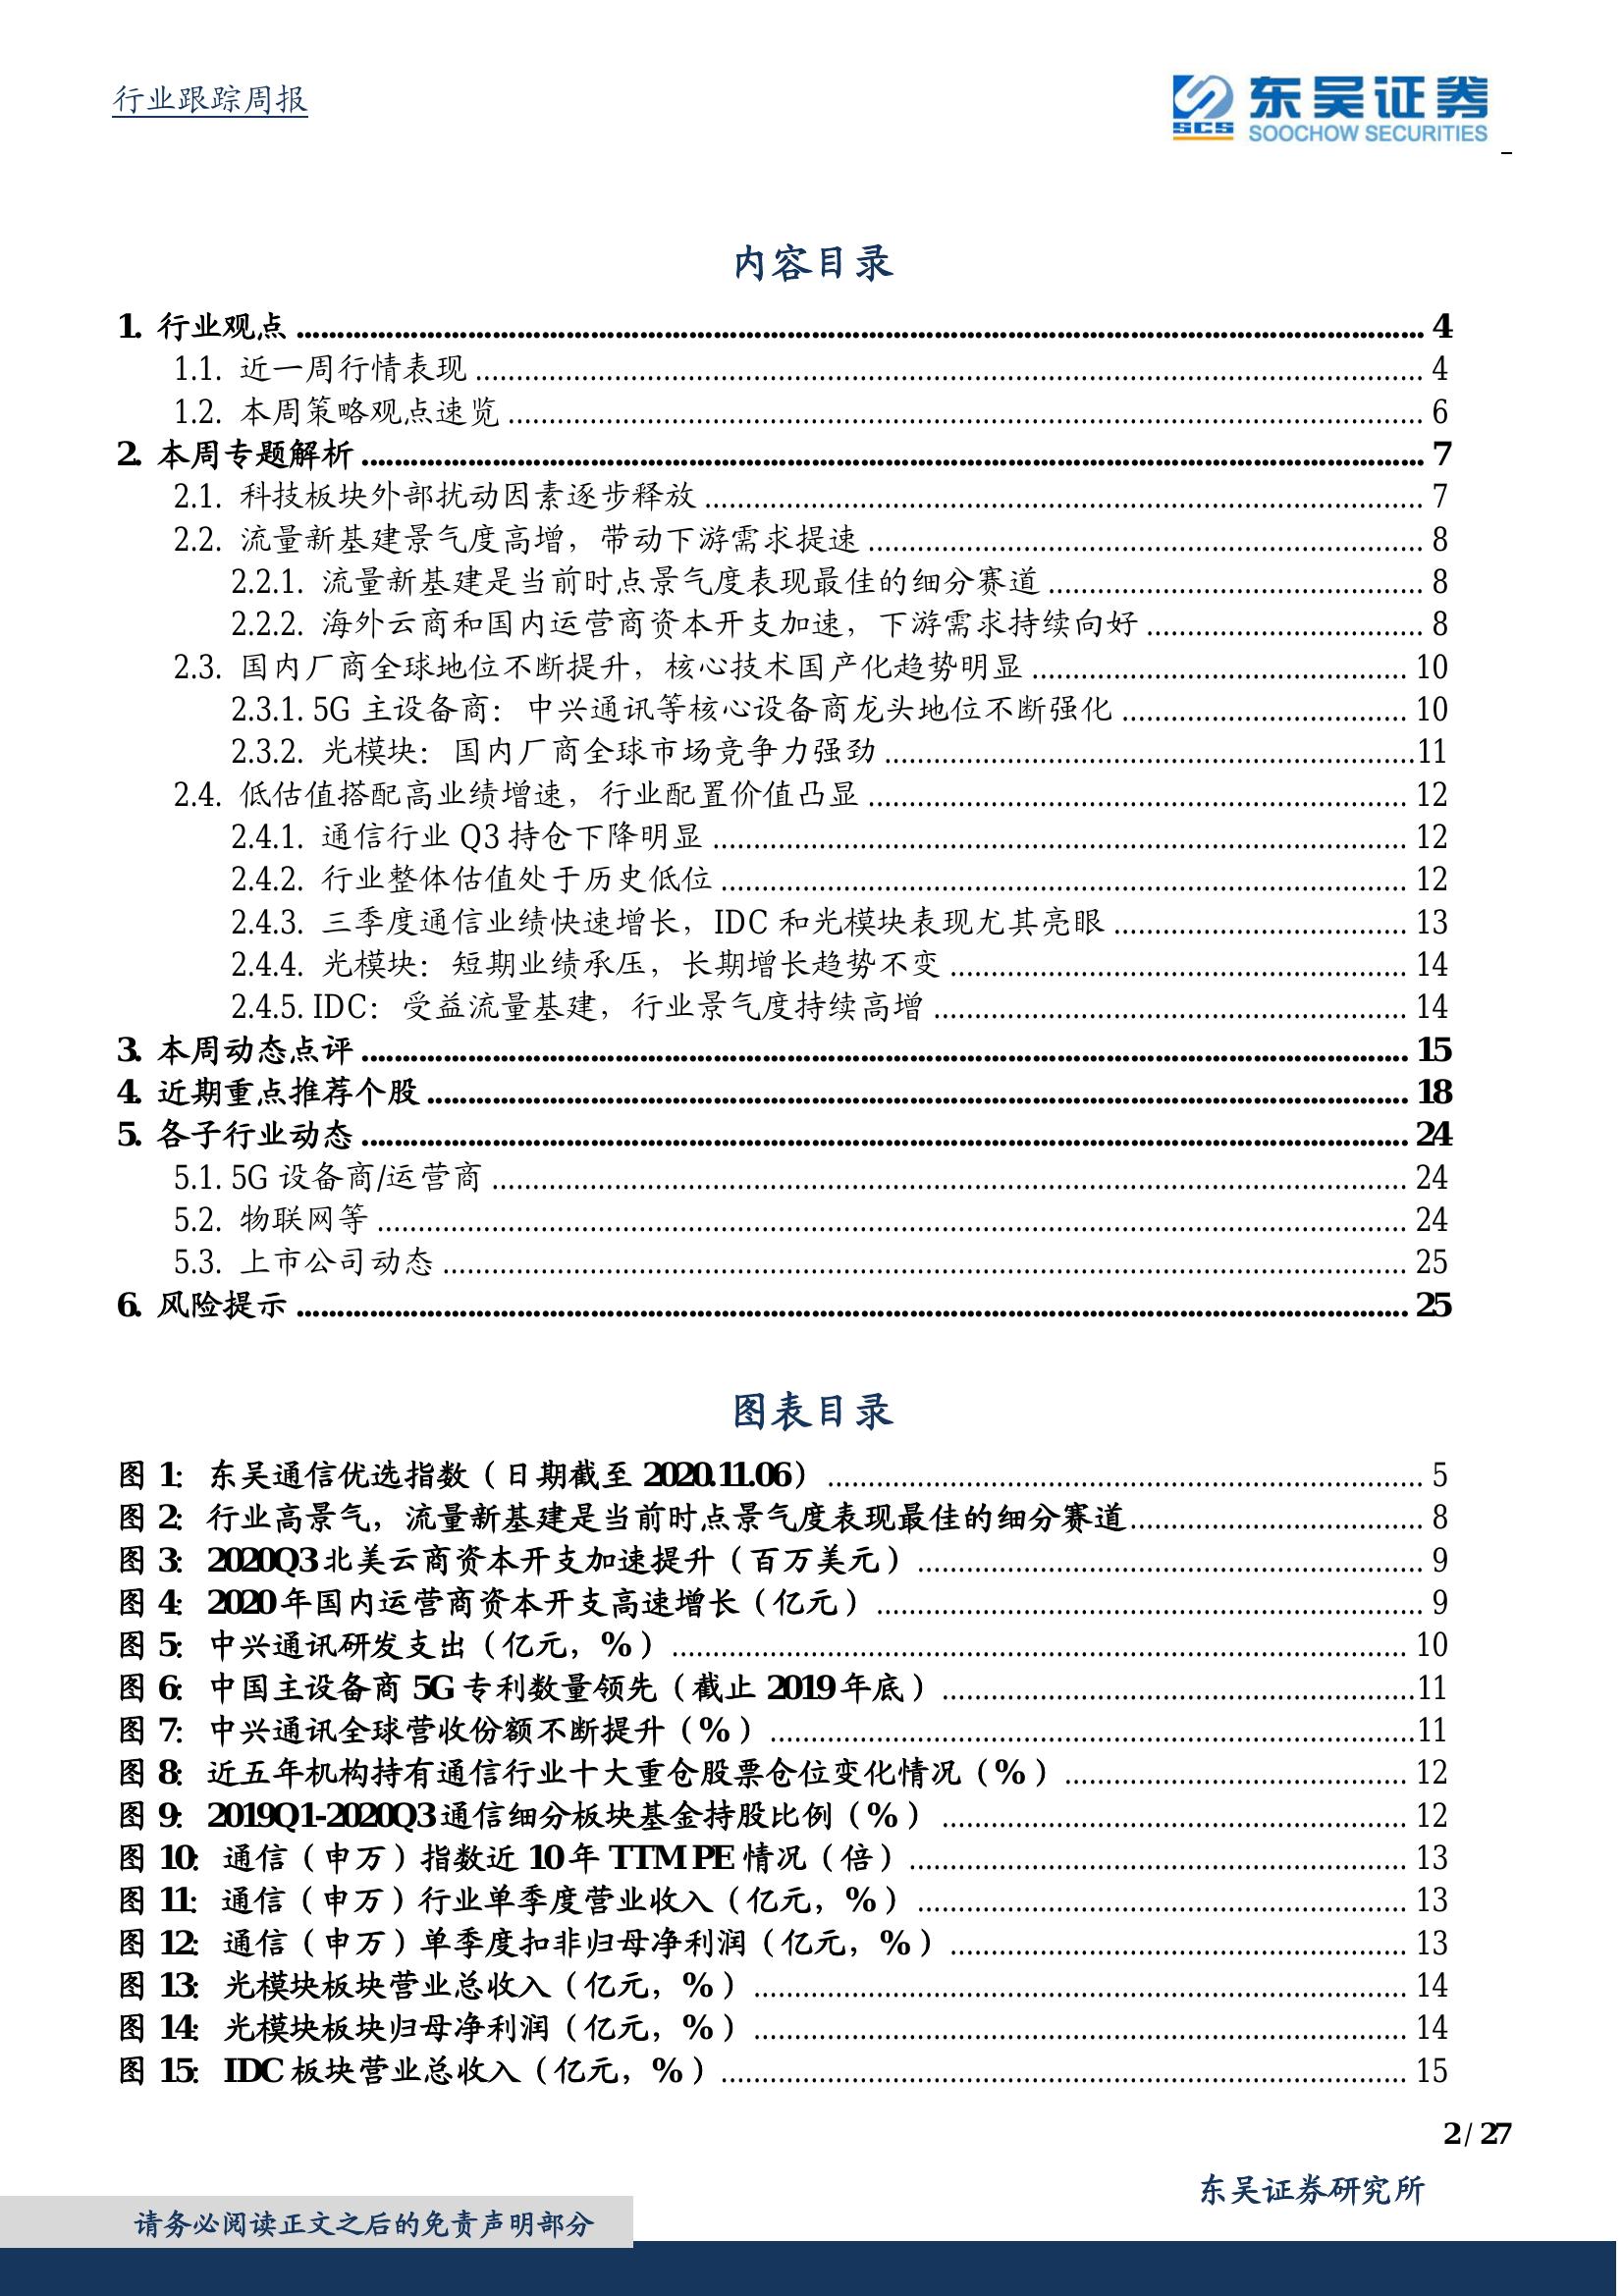 行业跟踪周报
东吴证券
SCS
SOOCHOW SECURITIES
内容目录
1. 行业观点 ........ 4
1.1. 近一周行情表现 ........ 4
1.2. 本周策略观点速览 ........ 6
2. 本周专题解析 ........ 7
2.1. 科技板块外部扰动因素逐步释放 ........ 7
2.2. 流量新基建景气度高增，带动下游需求提速 ........ 8
2.2.1. 流量新基建是当前时点景气度表现最佳的细分赛道 ........ 8
2.2.2. 海外云商和国内运营商资本开支加速，下游需求持续向好 ........ 8
2.3. 国内厂商全球地位不断提升，核心技术国产化趋势明显 ........ 10
2.3.1. 5G 主设备商：中兴通讯等核心设备商龙头地位不断强化 ........ 10
2.3.2. 光模块：国内厂商全球市场竞争力强劲 ........ 11
2.4. 低估值搭配高业绩增速，行业配置价值凸显 ........ 12
2.4.1. 通信行业 Q3 持仓下降明显 ........ 12
2.4.2. 行业整体估值处于历史低位 ........ 12
2.4.3. 三季度通信业绩快速增长，IDC 和光模块表现尤其亮眼 ........ 13
2.4.4. 光模块：短期业绩承压，长期增长趋势不变 ........ 14
2.4.5. IDC：受益流量基建，行业景气度持续高增 ........ 14
3. 本周动态点评 ........ 15
4. 近期重点推荐个股 ........ 18
5. 各子行业动态 ........ 24
5.1. 5G 设备商/运营商 ........ 24
5.2. 物联网等 ........ 24
5.3. 上市公司动态 ........ 25
6. 风险提示 ........ 25
图表目录
图 1：东吴通信优选指数（日期截至 2020.11.06） ........ 5
图 2：行业高景气，流量新基建是当前时点景气度表现最佳的细分赛道 ........ 8
图 3：2020Q3 北美云商资本开支加速提升（百万美元） ........ 9
图 4：2020 年国内运营商资本开支高速增长（亿元） ........ 9
图 5：中兴通讯研发支出（亿元，%） ........ 10
图 6：中国主设备商 5G 专利数量领先（截止 2019 年底） ........ 11
图 7：中兴通讯全球营收份额不断提升（%） ........ 11
图 8：近五年机构持有通信行业十大重仓股票仓位变化情况（%） ........ 12
图 9：2019Q1-2020Q3 通信细分板块基金持股比例（%） ........ 12
图 10：通信（申万）指数近 10 年 TTM PE 情况（倍） ........ 13
图 11：通信（申万）行业单季度营业收入（亿元，%） ........ 13
图 12：通信（申万）单季度扣非归母净利润（亿元，%） ........ 13
图 13：光模块板块营业总收入（亿元，%） ........ 14
图 14：光模块板块归母净利润（亿元，%） ........ 14
图 15：IDC 板块营业总收入（亿元，%） ........ 15
2 / 27
东吴证券研究所
请务必阅读正文之后的免责声明部分